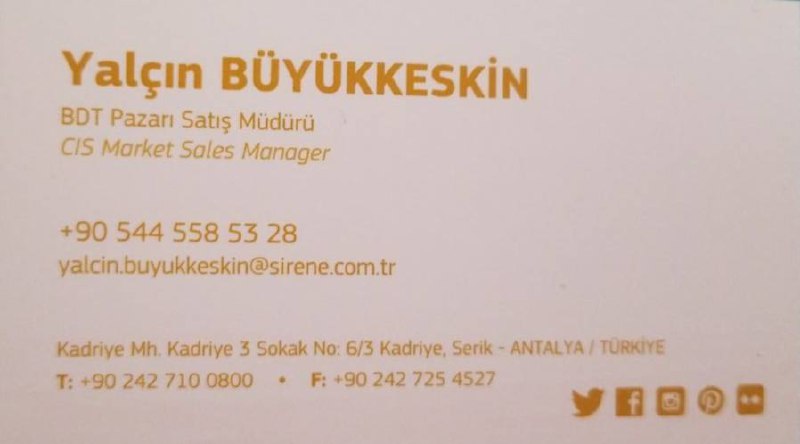 Yalçın BÜYÜKKESKİN
BDT Pazarı Satış Müdürü
CIS Market Sales Manager
+90 544 558 53 28
yalcin.buyukkeskin@sirene.com.tr
Kadriye Mh. Kadriye 3 Sokak No: 6/3 Kadriye, Serik - ANTALYA / TÜRKİYE
T: +90 242 710 0800 • F: +90 242 725 4527